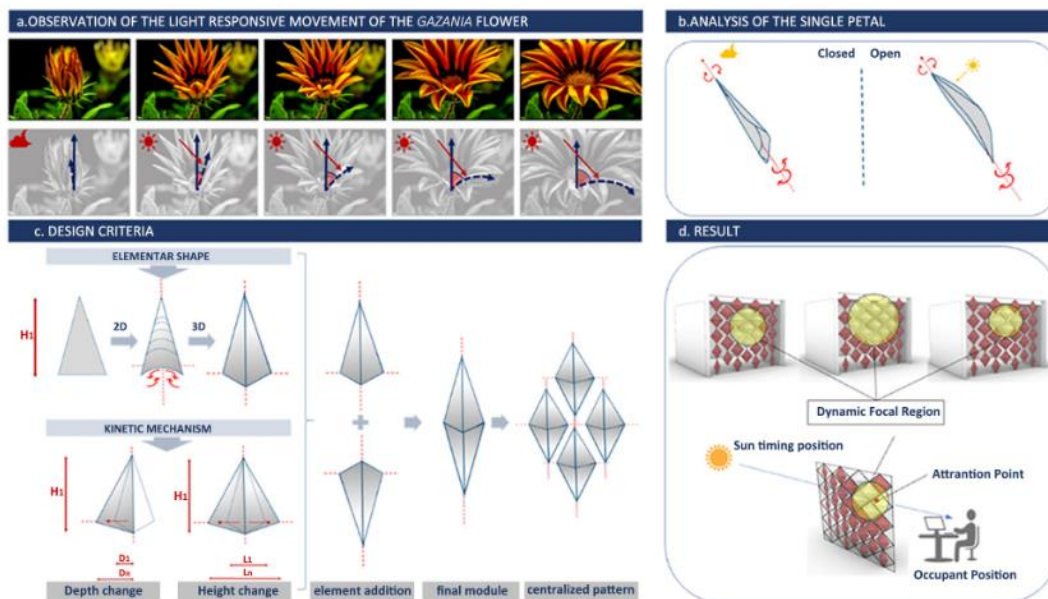 a.OBSERVATION OF THE LIGHT RESPONSIVE MOVEMENT OF THE GAZANIA FLOWER
b.ANALYSIS OF THE SINGLE PETAL
Closed
Open
c. DESIGN CRITERIA
ELEMENTAR SHAPE
H1
2D
3D
KINETIC MECHANISM
H1
H1
D1
Dn
L1
Ln
Depth change
Height change
element addition
final module
centralized pattern
d. RESULT
Dynamic Focal Region
Sun timing position
Attrantion Point
Occupant Position